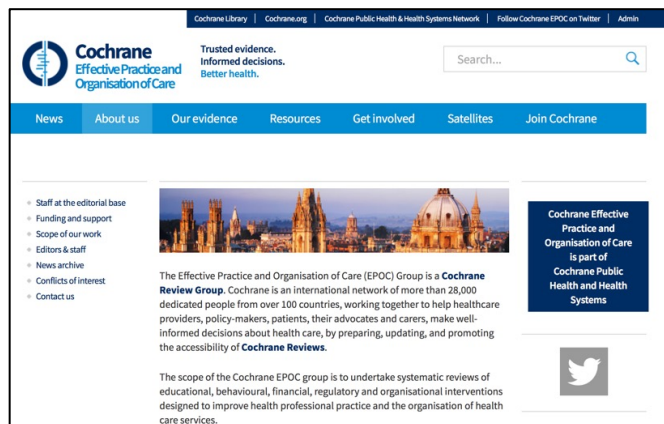 Cochrane Library | Cochrane.org | Cochrane Public Health & Health Systems Network | Follow Cochrane EPOC on Twitter | Admin
Cochrane
Effective Practice and
Organisation of Care
Trusted evidence.
Informed decisions.
Better health.
Search...
News About us Our evidence Resources Get involved Satellites Join Cochrane
Staff at the editorial base
Funding and support
Scope of our work
Editors & staff
News archive
Conflicts of interest
Contact us
The Effective Practice and Organisation of Care (EPOC) Group is a Cochrane
Review Group. Cochrane is an international network of more than 28,000
dedicated people from over 100 countries, working together to help healthcare
providers, policy-makers, patients, their advocates and carers, make well-
informed decisions about health care, by preparing, updating, and promoting
the accessibility of Cochrane Reviews.
The scope of the Cochrane EPOC group is to undertake systematic reviews of
educational, behavioural, financial, regulatory and organisational interventions
designed to improve health professional practice and the organisation of health
care services.
Cochrane Effective
Practice and
Organisation of Care
is part of
Cochrane Public
Health and Health
Systems